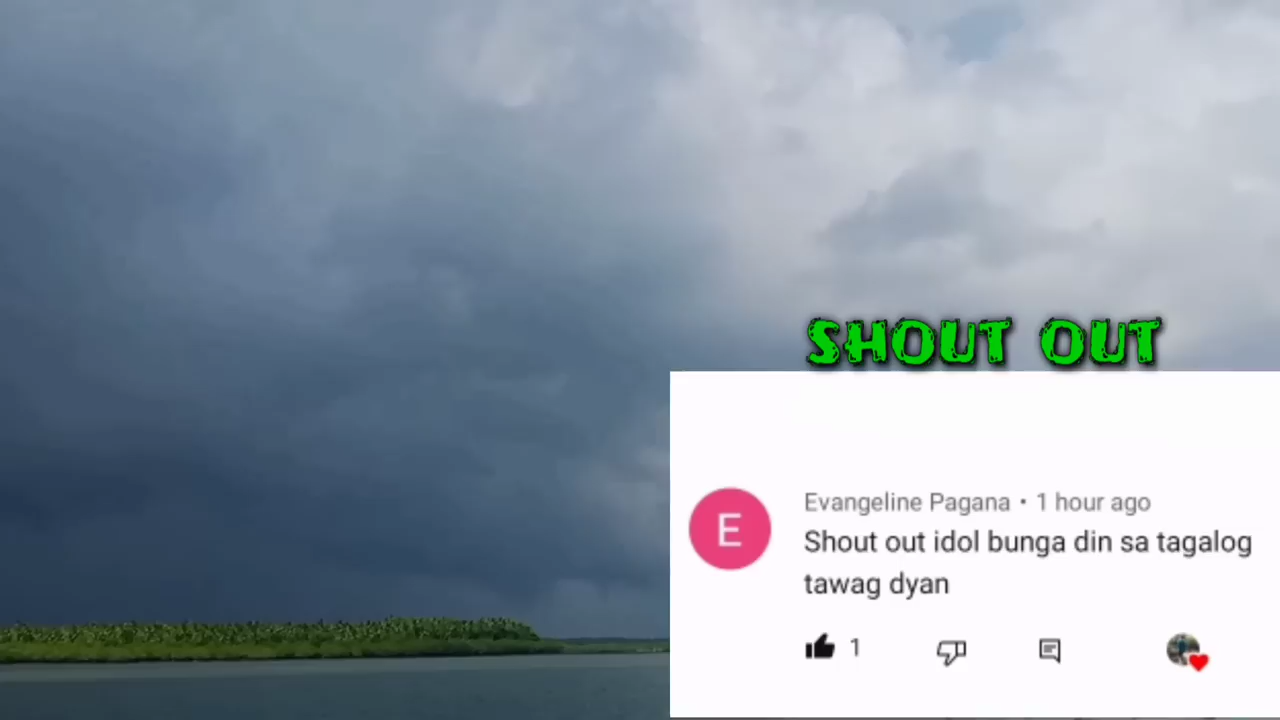 SHOUT OUT
E
Evangeline Pagana • 1 hour ago
Shout out idol bunga din sa tagalog
tawag dyan
1